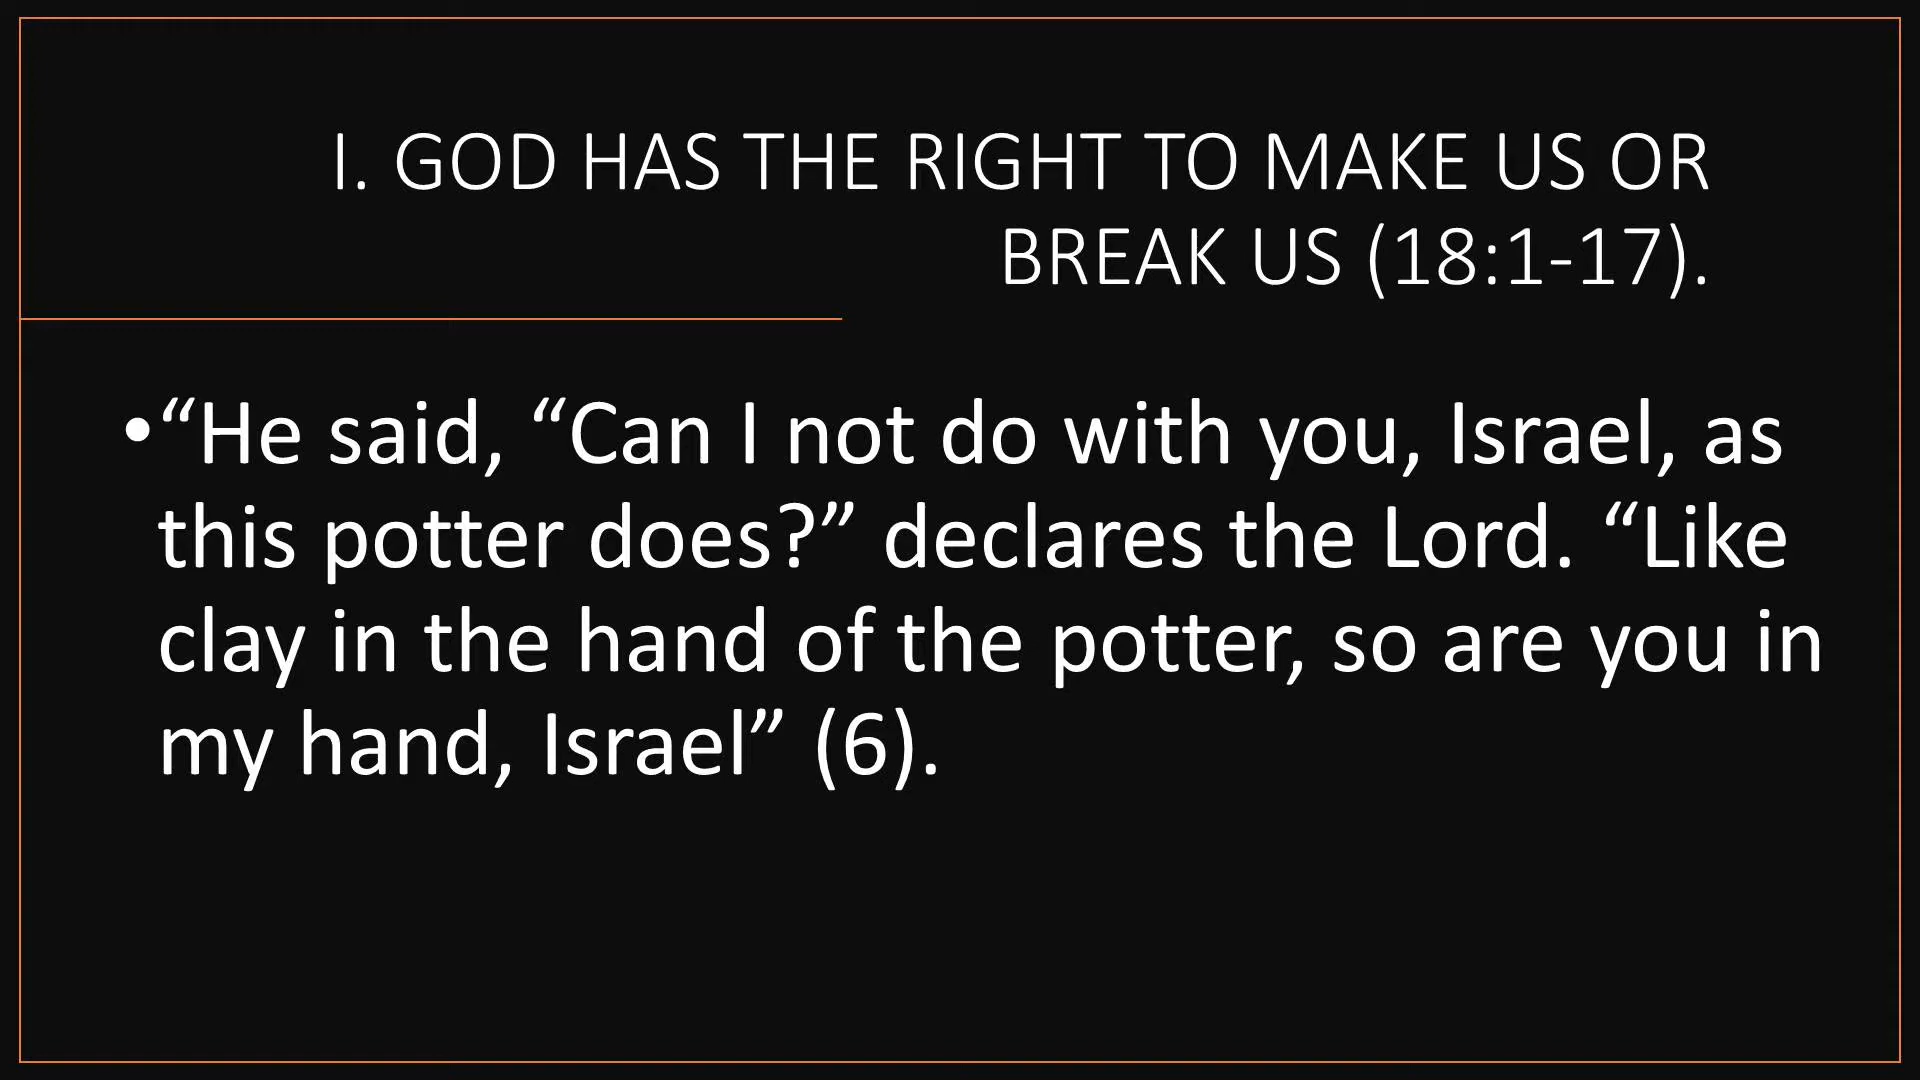 I. GOD HAS THE RIGHT TO MAKE US OR
BREAK US (18:1-17).
•“He said, “Can I not do with you, Israel, as
this potter does?” declares the Lord. “Like
clay in the hand of the potter, so are you in
my hand, Israel” (6).